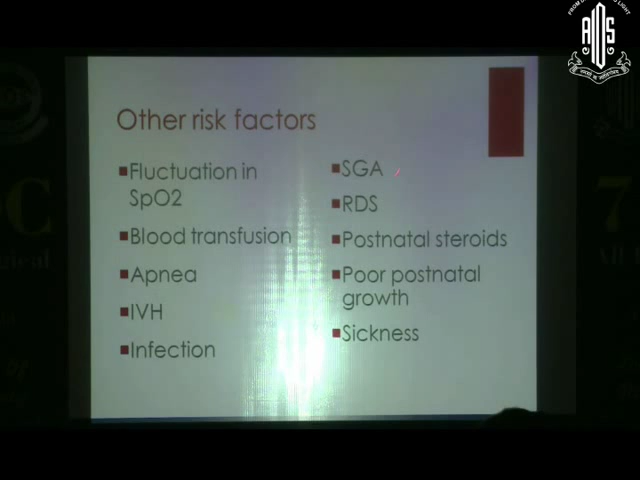 AIOS
Other risk factors
Fluctuation in
SpO2
Blood transfusion
Apnea
IVH
Infection
SGA
RDS
Postnatal steroids
Poor postnatal
growth
Sickness